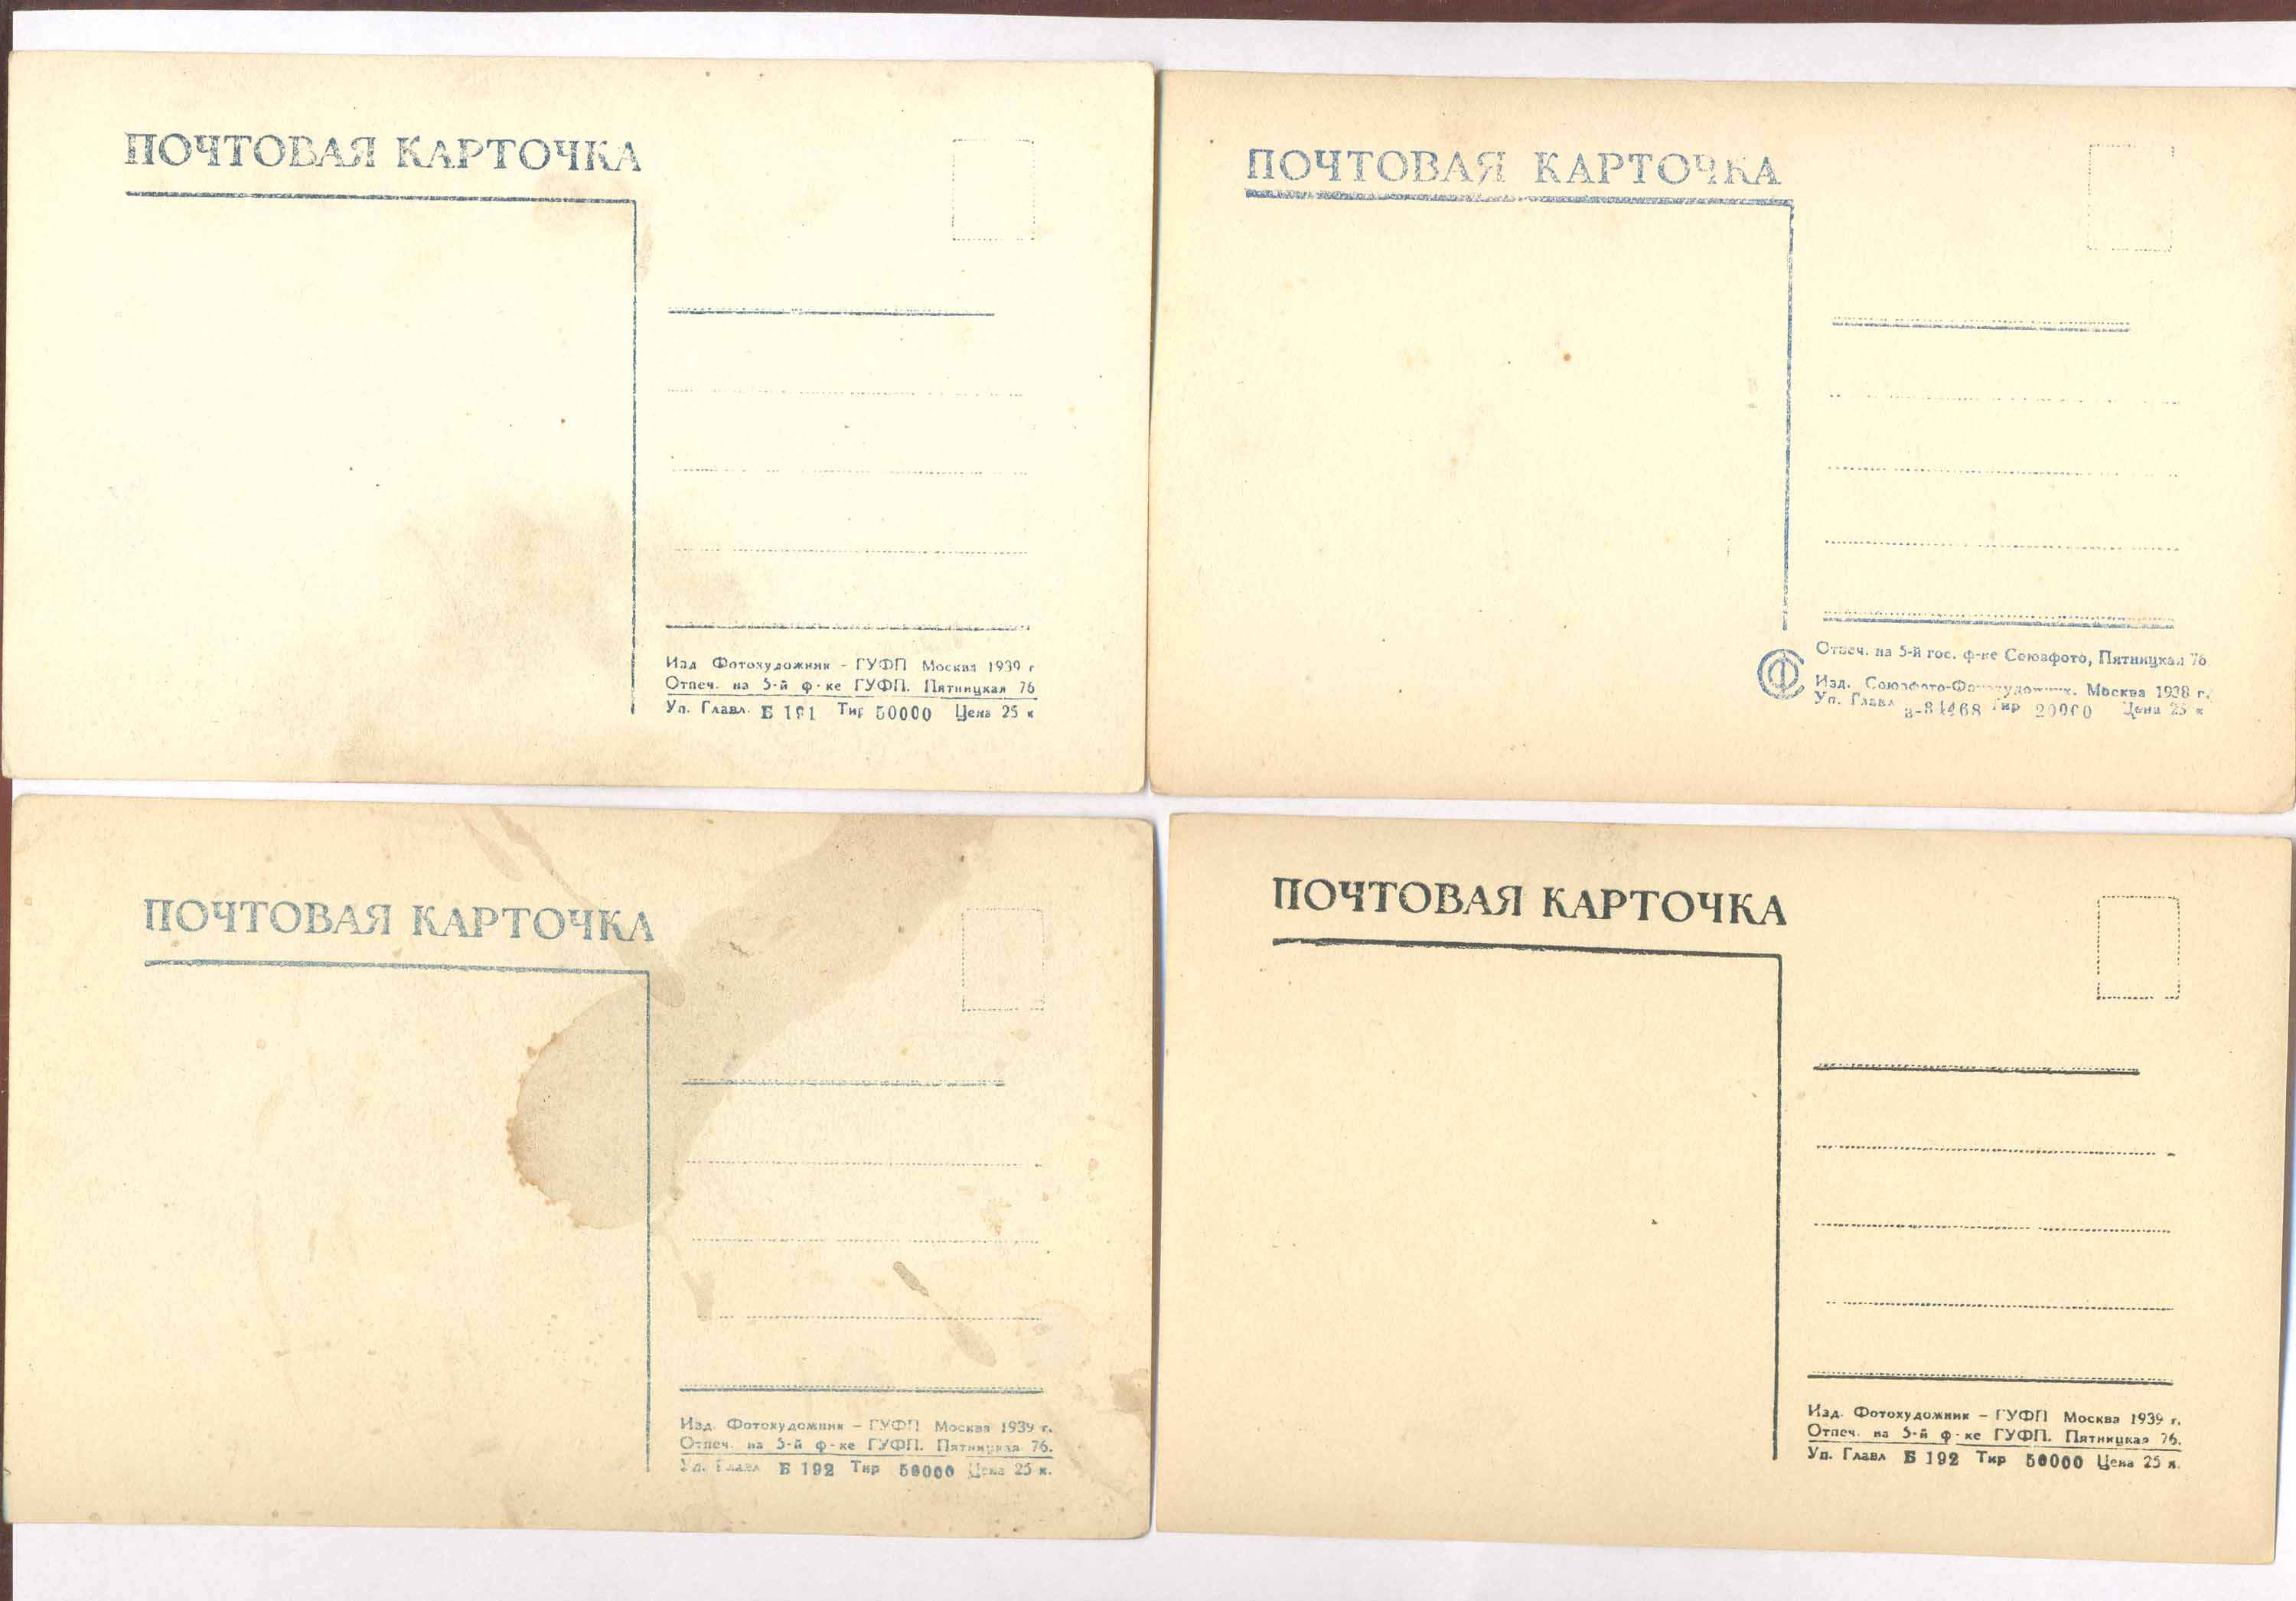 ПОЧТОВАЯ КАРТОЧКА
Изд Фотохудожник - ГУФП Москва 1939 г
Отпеч. на 5-й ф-ке ГУФП. Пятницкая 76
Уп. Главл. Б 191 Тир 50000 Цена 25 к
ПОЧТОВАЯ КАРТОЧКА
Отпеч. на 5-й гос. ф-ке Союзфото, Пятницкая 76
Изд. Союзфото-Фотохудожник. Москва 1938 г.
Уп. Главл Тир Цена 25 к
ПОЧТОВАЯ КАРТОЧКА
Изд. Фотохудожник - ГУФП Москва 1939 г.
Отпеч. на 5-й ф-ке ГУФП. Пятницкая 76.
Уп. Главл Б 192 Тир 50000 Цена 25 к.
ПОЧТОВАЯ КАРТОЧКА
Изд. Фотохудожник - ГУФП Москва 1939 г.
Отпеч. на 5-й ф-ке ГУФП. Пятницкая 76.
Уп. Главл Б 192 Тир 50000 Цена 25 к.